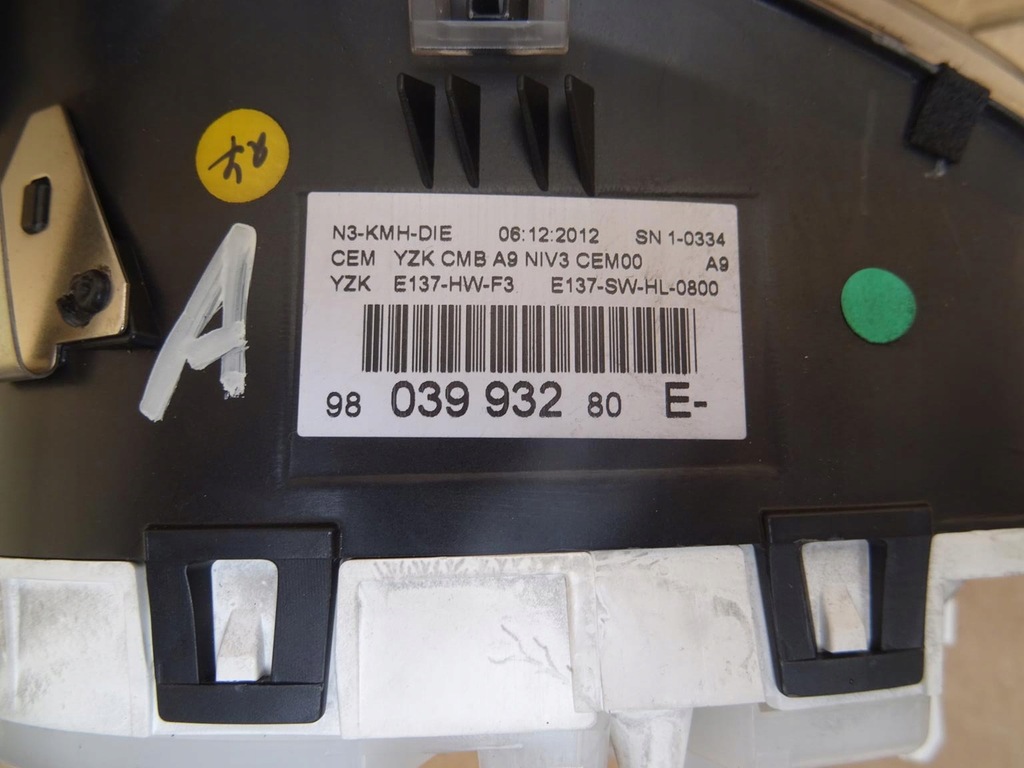 N3-KMH-DIE 06:12:2012 SN 1-0334
CEM YZK CMB A9 NIV3 CEM00 A9
YZK E137-HW-F3 E137-SW-HL-0800
98 039 932 80 E-
A